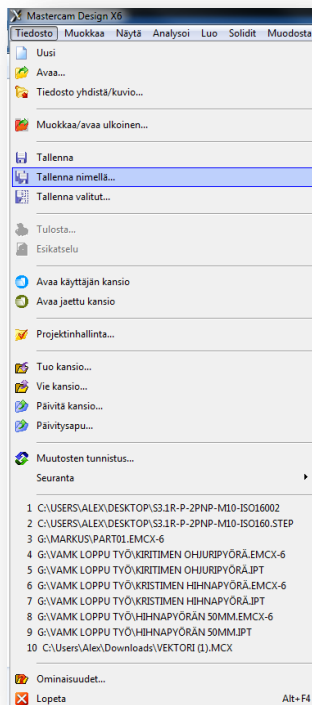 Mastercam Design X6
Tiedosto Muokkaa Näytä Analysoi Luo Solidit Muodosta
Uusi
Avaa...
Tiedosto yhdistä/kuvio...
Muokkaa/avaa ulkoinen...
Tallenna
Tallenna nimellä...
Tallenna valitut...
Tulosta...
Esikatselu
Avaa käyttäjän kansio
Avaa jaettu kansio
Projektinhallinta...
Tuo kansio...
Vie kansio...
Päivitä kansio...
Päivitysapu...
Muutosten tunnistus...
Seuranta
1 C:\USERS\ALEX\DESKTOP\S3.1R-P-2PNP-M10-ISO16002
2 C:\USERS\ALEX\DESKTOP\S3.1R-P-2PNP-M10-ISO160.STEP
3 G:\MARKUS\PART01.EMCX-6
4 G:\VAMK LOPPU TYÖ\KIRITIMEN OHJURIPYÖRÄ.EMCX-6
5 G:\VAMK LOPPU TYÖ\KIRITIMEN OHJURIPYÖRÄ.IPT
6 G:\VAMK LOPPU TYÖ\KRISTIMEN HIHNAPYÖRÄ.EMCX-6
7 G:\VAMK LOPPU TYÖ\KRISTIMEN HIHNAPYÖRÄ.IPT
8 G:\VAMK LOPPU TYÖ\HIHNAPYÖRÄN 50MM.EMCX-6
9 G:\VAMK LOPPU TYÖ\HIHNAPYÖRÄN 50MM.IPT
10 C:\Users\Alex\Downloads\VEKTORI (1).MCX
Ominaisuudet...
Lopeta Alt+F4